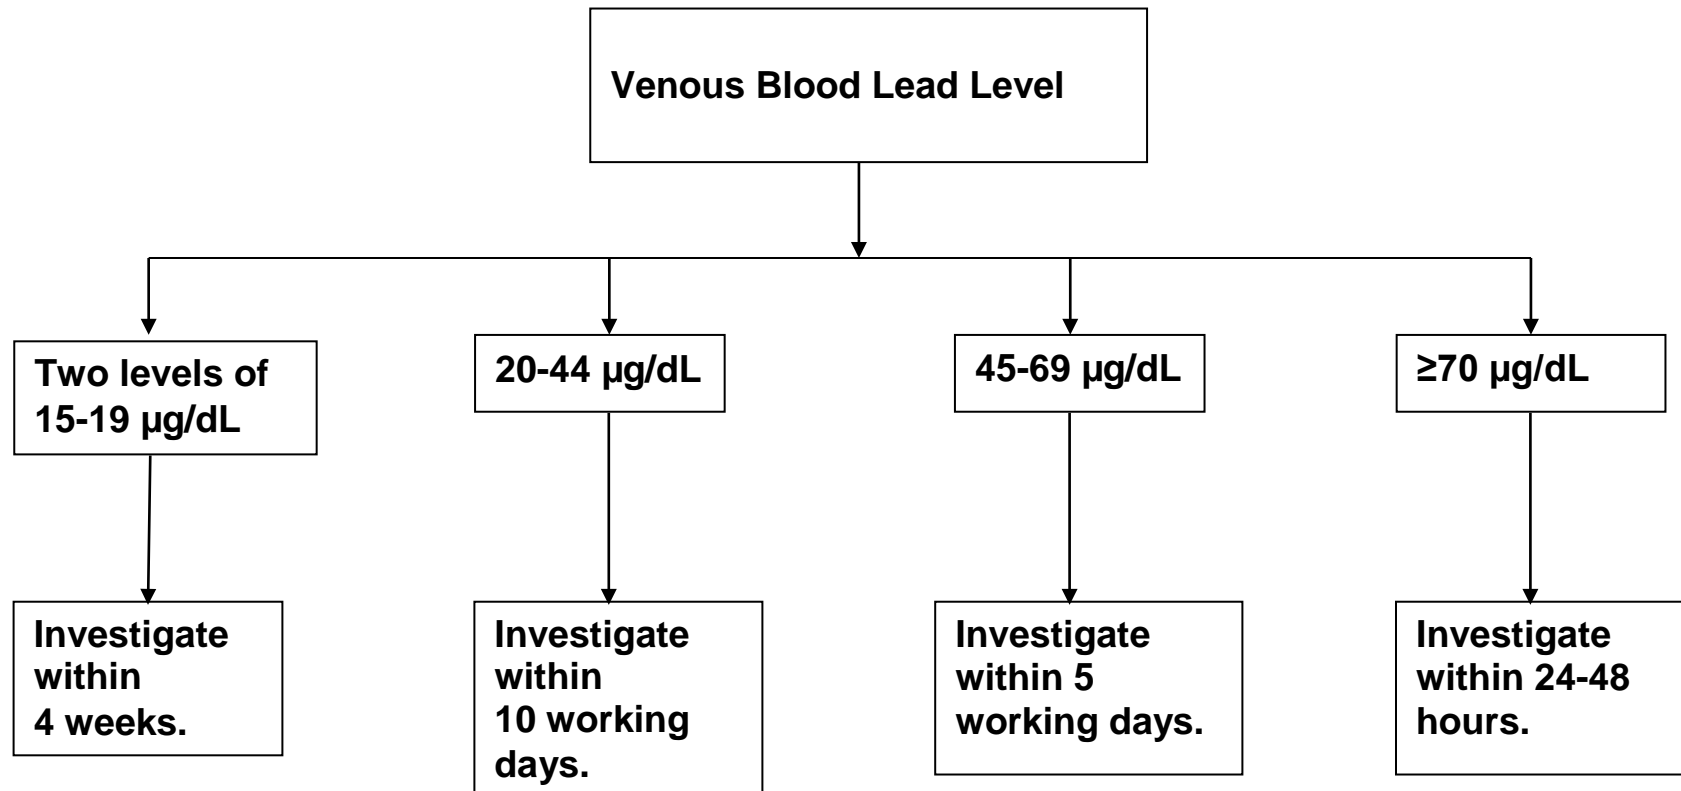 Venous Blood Lead Level
Two levels of
15-19 µg/dL
20-44 µg/dL
45-69 µg/dL
≥70 µg/dL
Investigate
within
4 weeks.
Investigate
within
10 working
days.
Investigate
within 5
working days.
Investigate
within 24-48
hours.